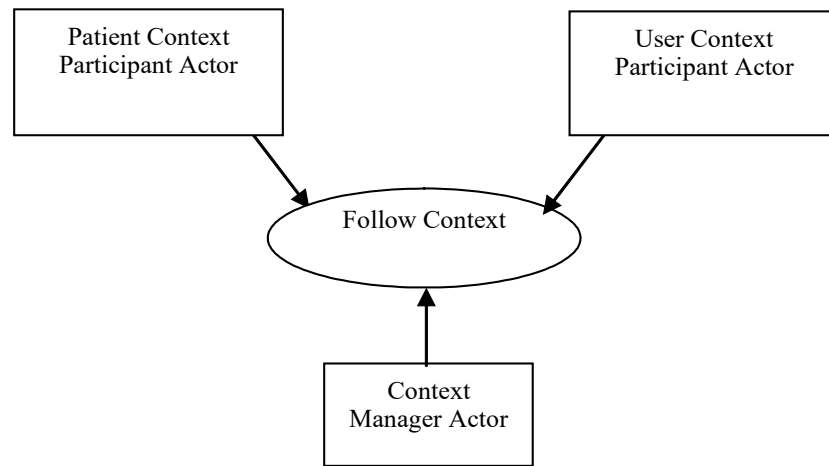 Patient Context
Participant Actor
User Context
Participant Actor
Follow Context
Context
Manager Actor